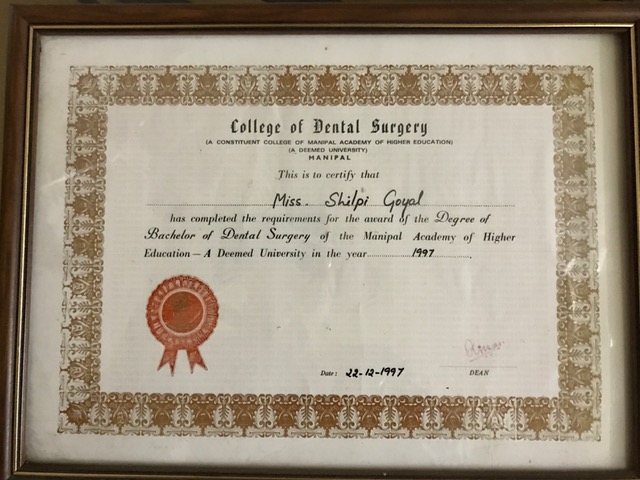 College of Dental Surgery
(A CONSTITUENT COLLEGE OF MANIPAL ACADEMY OF HIGHER EDUCATION)
(A DEEMED UNIVERSITY)
MANIPAL
This is to certify that
Miss. Shilpi Goyal
has completed the requirements for the award of the Degree of
Bachelor of Dental Surgery of the Manipal Academy of Higher
Education—A Deemed University in the year 1997.
Date: 22-12-1997
DEAN